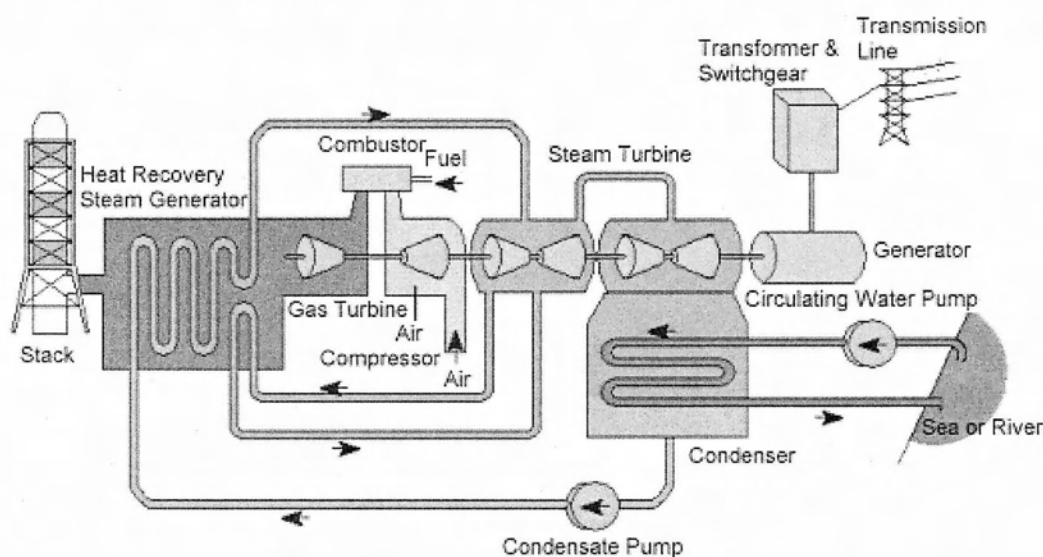 Transmission
Line
Transformer &
Switchgear
Combustor
Fuel
Steam Turbine
Heat Recovery
Steam Generator
Generator
Gas Turbine
Circulating Water Pump
Air
Compressor
Air
Stack
Sea or River
Condenser
Condensate Pump